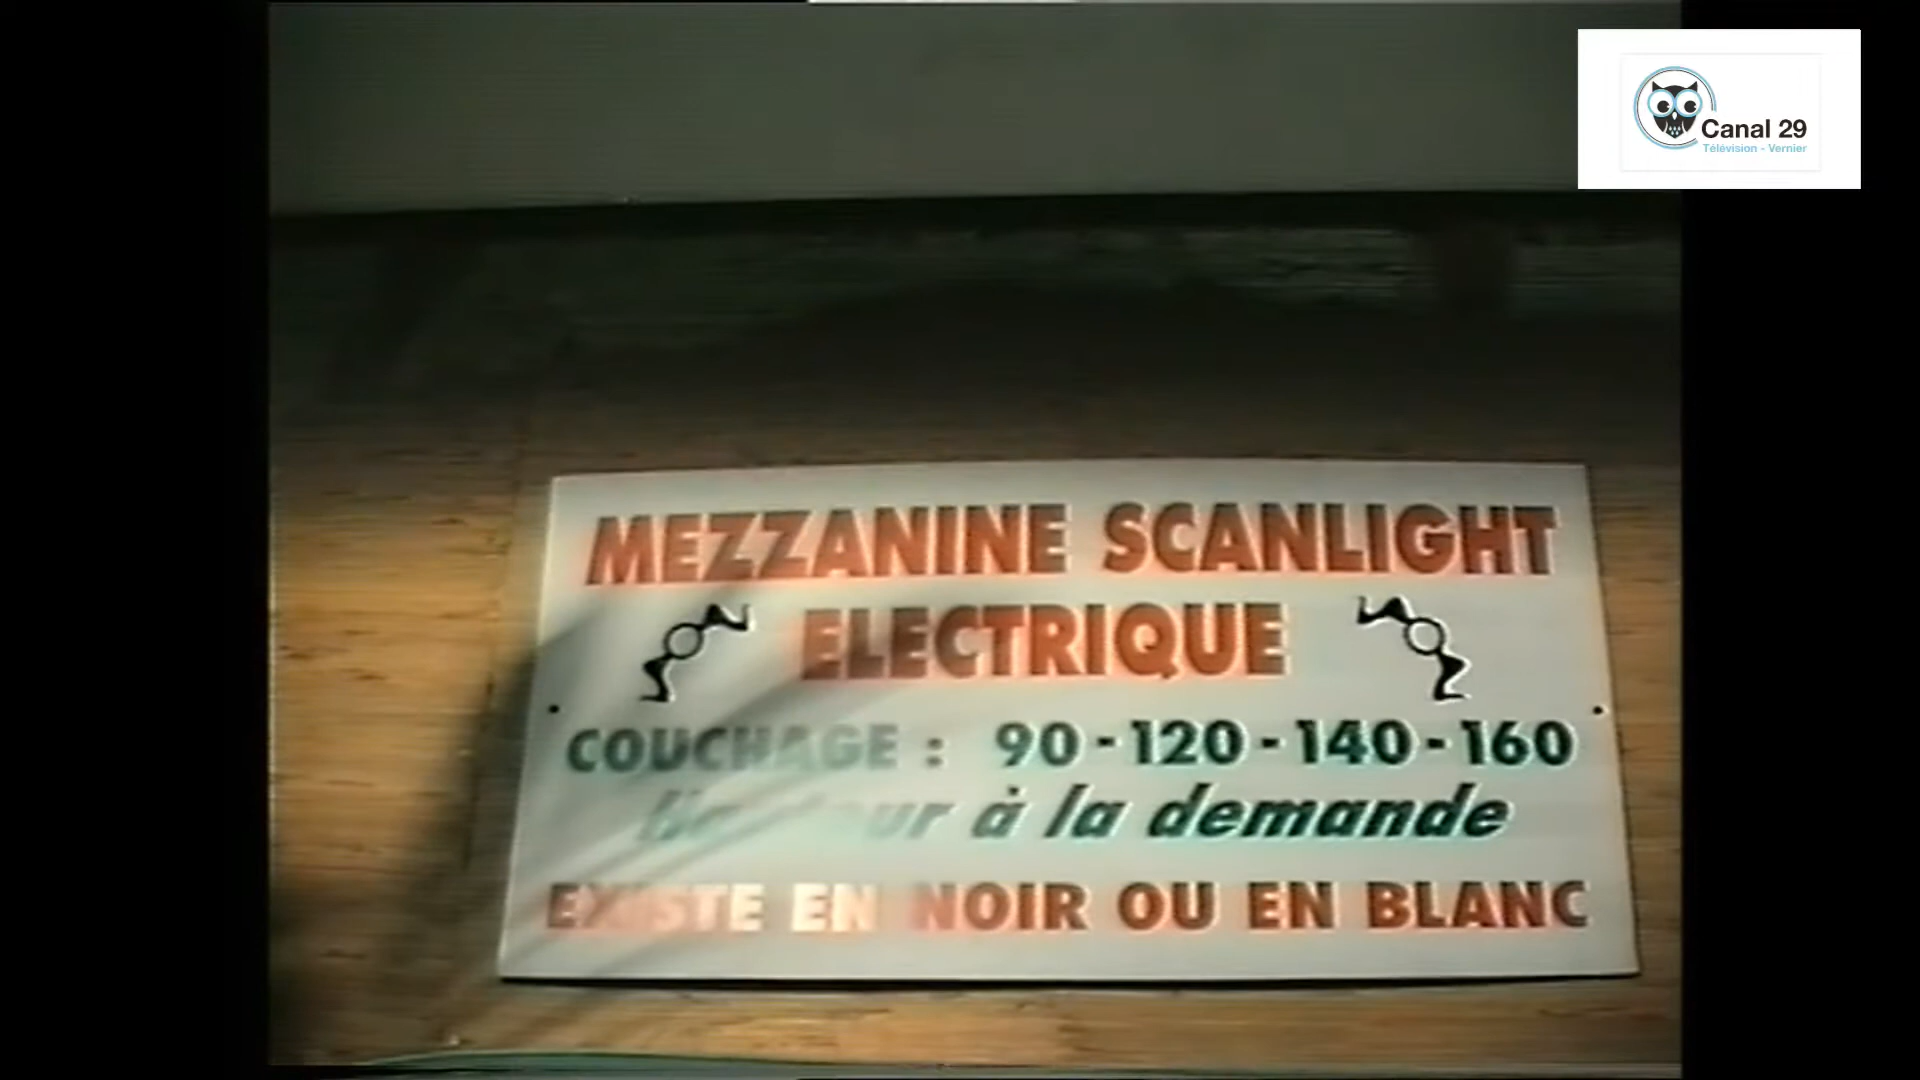 Canal 29
Télévision - Vernier
MEZZANINE SCANLIGHT
ELECTRIQUE
COUCHAGE : 90 - 120 - 140 - 160
à la demande
EXISTE EN NOIR OU EN BLANC